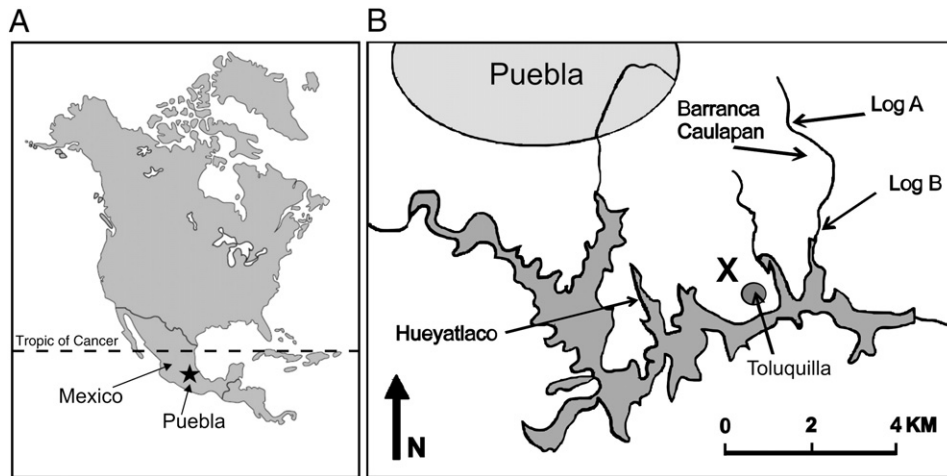 A
Tropic of Cancer
Mexico
Puebla
B
Puebla
Barranca
Caulapan
Log A
Log B
X
Hueyatlaco
Toluquilla
N
0 2 4 KM